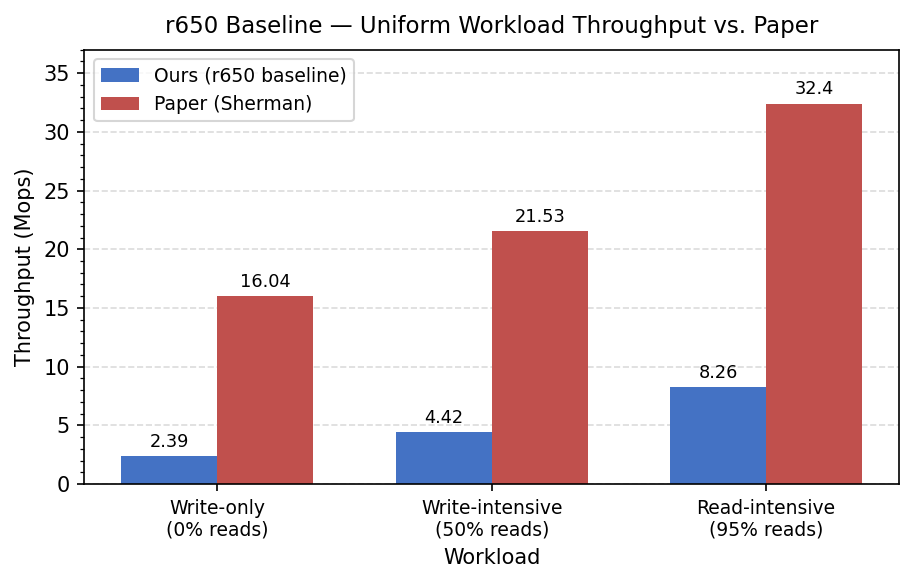 r650 Baseline — Uniform Workload Throughput vs. Paper
Ours (r650 baseline)
Paper (Sherman)
Throughput (Mops)
35
30
25
20
15
10
5
0
2.39
16.04
4.42
21.53
8.26
32.4
Write-only
(0% reads)
Write-intensive
(50% reads)
Read-intensive
(95% reads)
Workload